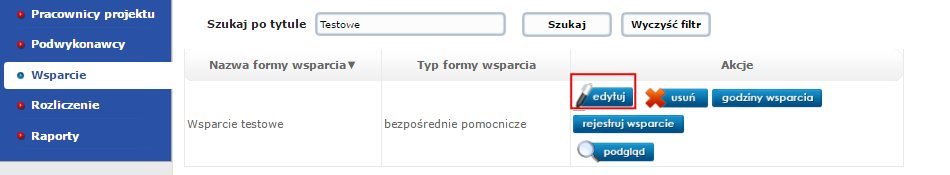 Pracownicy projektu
Podwykonawcy
Wsparcie
Rozliczenie
Raporty
Szukaj po tytule Testowe Szukaj Wyczyść filtr
Nazwa formy wsparcia▼ Typ formy wsparcia Akcje
Wsparcie testowe bezpośrednie pomocnicze
edytuj usuń godziny wsparcia
rejestruj wsparcie
podgląd